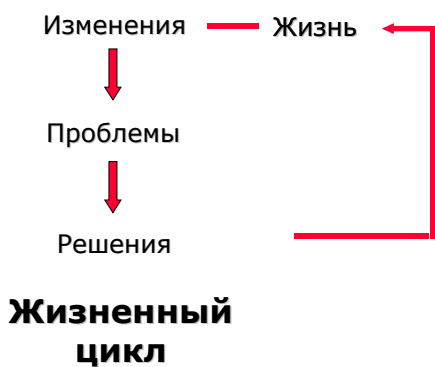 Изменения Жизнь
Проблемы
Решения
Жизненный
цикл